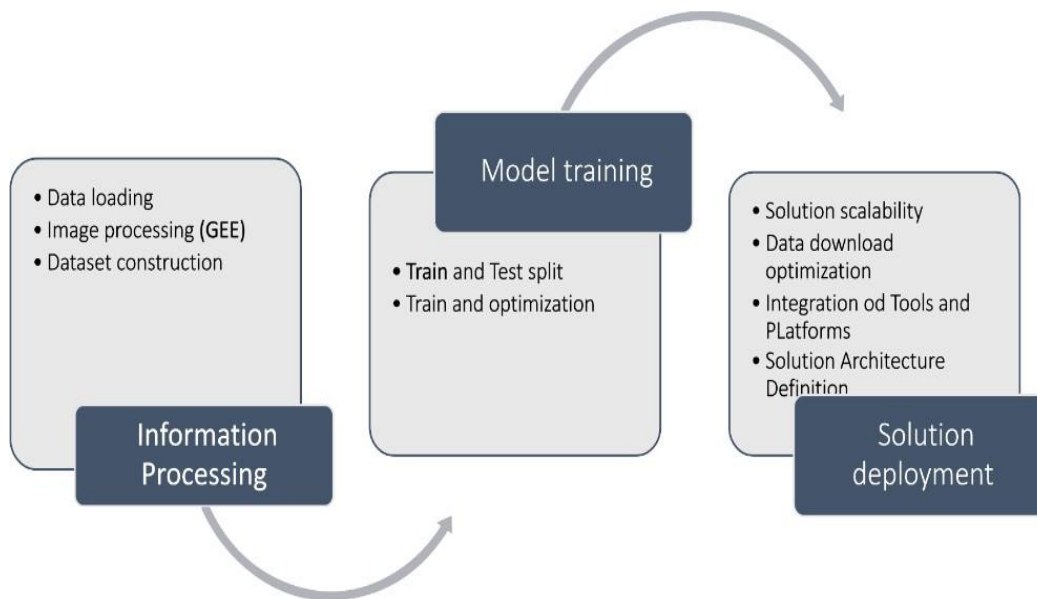 • Data loading
• Image processing (GEE)
• Dataset construction
Information
Processing
Model training
• Train and Test split
• Train and optimization
• Solution scalability
• Data download
optimization
• Integration od Tools and
PLatforms
• Solution Architecture
Definition
Solution
deployment